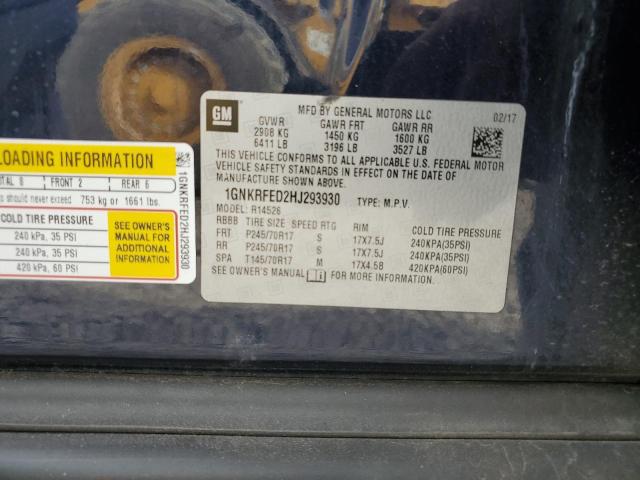 LOADING INFORMATION
TOTAL 8 FRONT 2 REAR 6
should never exceed 753 kg or 1661 lbs.
COLD TIRE PRESSURE
240 kPa, 35 PSI
240 kPa, 35 PSI
420 kPa, 60 PSI
SEE OWNER'S
MANUAL FOR
ADDITIONAL
INFORMATION
1GNKRFED2HJ293930
GM
MFD BY GENERAL MOTORS LLC
02/17
GVWR GAWR FRT GAWR RR
2908 KG 1450 KG 1600 KG
6411 LB 3196 LB 3527 LB
THIS VEHICLE CONFORMS TO ALL APPLICABLE U.S. FEDERAL MOTOR
VEHICLE SAFETY STANDARDS IN EFFECT ON THE DATE OF
MANUFACTURE SHOWN ABOVE.
1GNKRFED2HJ293930 TYPE: M.P.V.
MODEL: R14526
RBBB TIRE SIZE SPEED RTG RIM COLD TIRE PRESSURE
FRT P245/70R17 S 17X7.5J 240KPA(35PSI)
RR P245/70R17 S 17X7.5J 240KPA(35PSI)
SPA T145/70R17 M 17X4.5B 420KPA(60PSI)
SEE OWNER'S MANUAL FOR MORE INFORMATION.